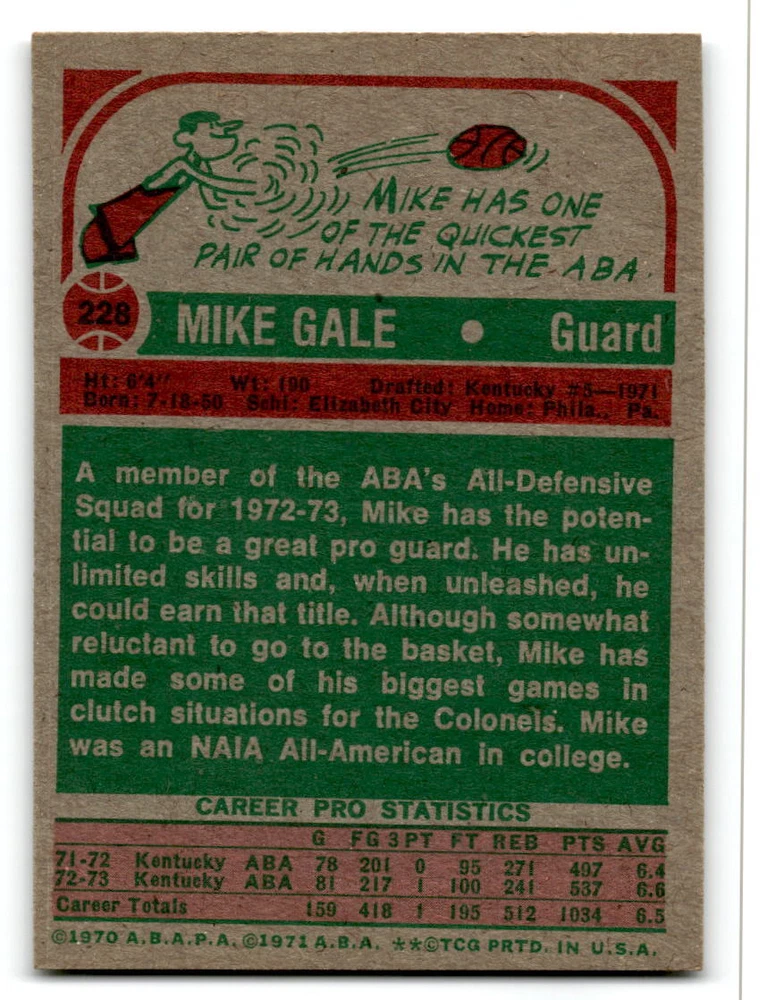 MIKE HAS ONE
OF THE QUICKEST
PAIR OF HANDS IN THE ABA.
228 MIKE GALE • Guard
Ht: 6'4" Wt: 190 Drafted: Kentucky #5—1971
Born: 7-18-50 Schl: Elizabeth City Home: Phila., Pa.
A member of the ABA's All-Defensive
Squad for 1972-73, Mike has the poten-
tial to be a great pro guard. He has un-
limited skills and, when unleashed, he
could earn that title. Although somewhat
reluctant to go to the basket, Mike has
made some of his biggest games in
clutch situations for the Colonels. Mike
was an NAIA All-American in college.
CAREER PRO STATISTICS
G FG 3PT FT REB PTS AVG
71-72 Kentucky ABA 78 201 0 95 271 497 6.4
72-73 Kentucky ABA 81 217 1 100 241 537 6.6
Career Totals 159 418 1 195 512 1034 6.5
©1970 A.B.A.P.A. ©1971 A.B.A. **©TCG PRTD. IN U.S.A.